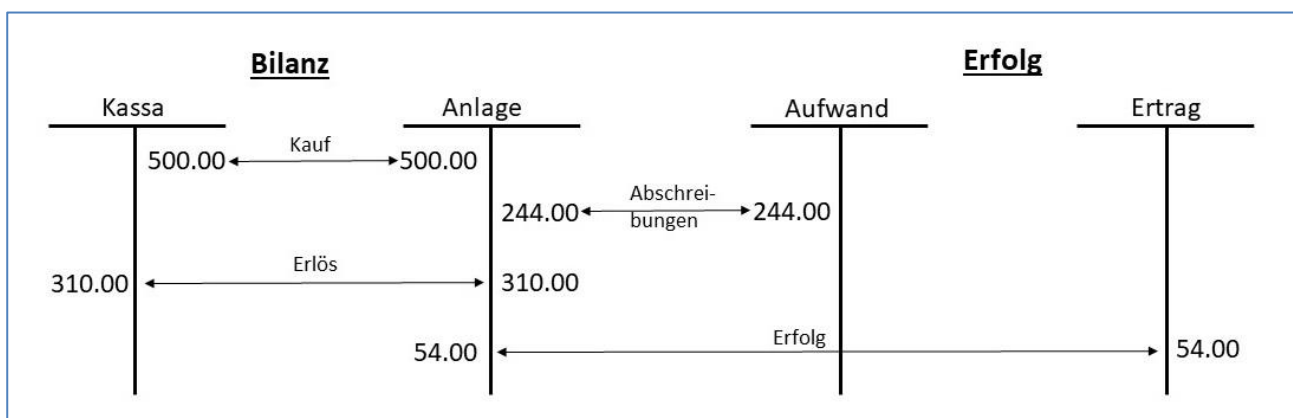 Bilanz
Erfolg
Kassa
Anlage
Aufwand
Ertrag
500.00
Kauf
500.00
244.00
Abschrei-
bungen
244.00
310.00
Erlös
310.00
54.00
Erfolg
54.00